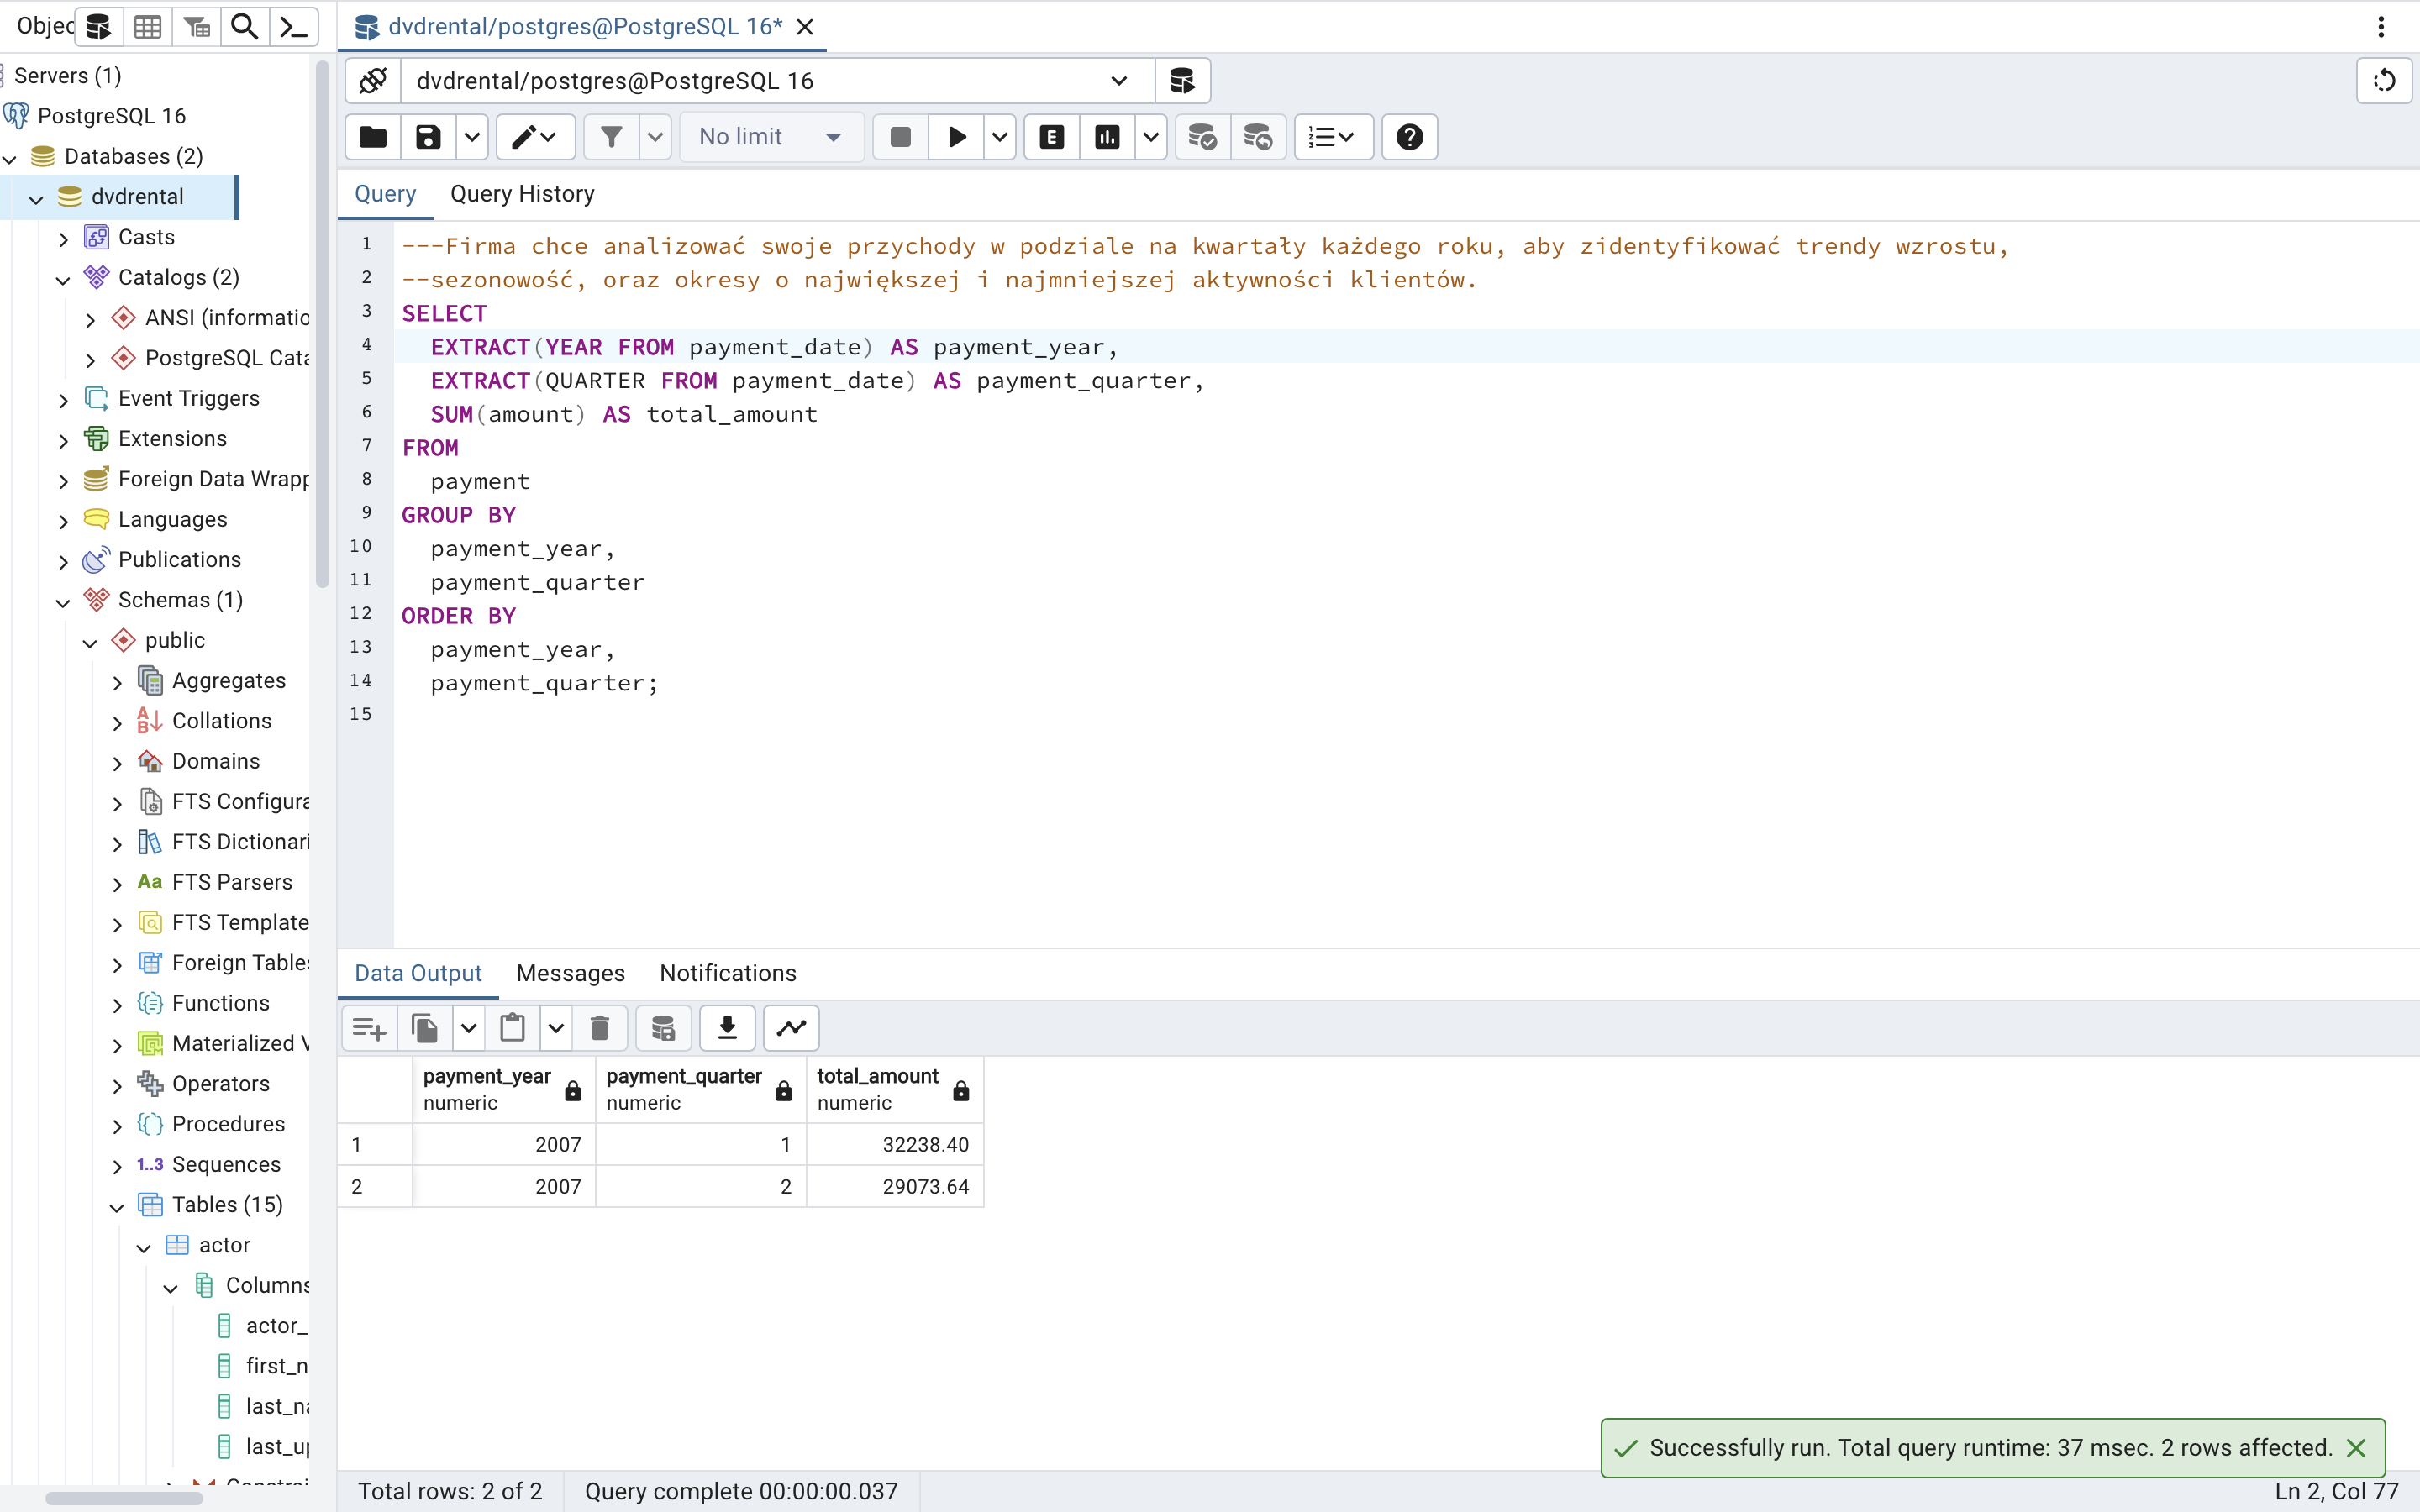 Objec
dvdrental/postgres@PostgreSQL 16*
Servers (1)
PostgreSQL 16
Databases (2)
dvdrental
Casts
Catalogs (2)
ANSI (informatio
PostgreSQL Cata
Event Triggers
Extensions
Foreign Data Wrapp
Languages
Publications
Schemas (1)
public
Aggregates
Collations
Domains
FTS Configura
FTS Dictionari
Aa FTS Parsers
FTS Template
Foreign Tables
Functions
Materialized V
Operators
Procedures
1..3 Sequences
Tables (15)
actor
Columns
actor_
first_n
last_na
last_up
dvdrental/postgres@PostgreSQL 16
No limit
E
Query Query History
1 ---Firma chce analizować swoje przychody w podziale na kwartały każdego roku, aby zidentyfikować trendy wzrostu,
2 --sezonowość, oraz okresy o największej i najmniejszej aktywności klientów.
3 SELECT
4 EXTRACT(YEAR FROM payment_date) AS payment_year,
5 EXTRACT(QUARTER FROM payment_date) AS payment_quarter,
6 SUM(amount) AS total_amount
7 FROM
8 payment
9 GROUP BY
10 payment_year,
11 payment_quarter
12 ORDER BY
13 payment_year,
14 payment_quarter;
15
Data Output Messages Notifications
payment_year payment_quarter total_amount
numeric numeric numeric
1 2007 1 32238.40
2 2007 2 29073.64
Successfully run. Total query runtime: 37 msec. 2 rows affected.
Total rows: 2 of 2 Query complete 00:00:00.037 Ln 2, Col 77